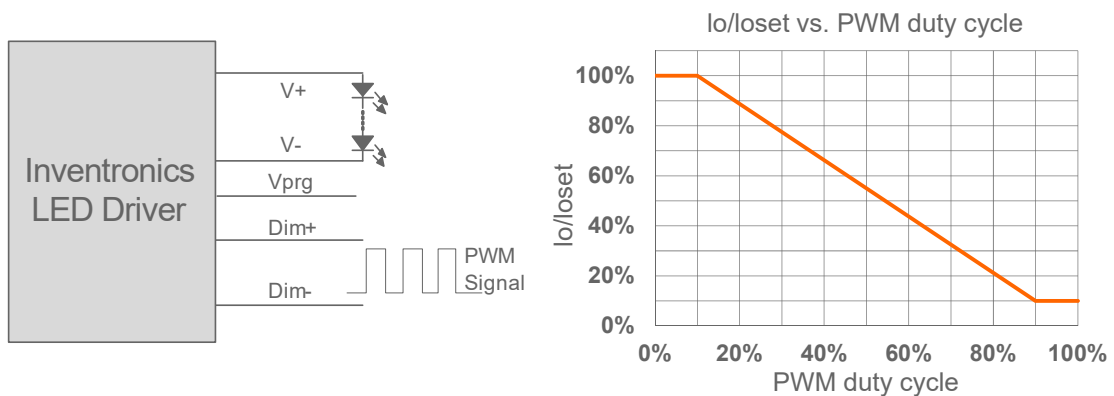 Inventronics
LED Driver
V+
V-
Vprg
Dim+
Dim-
PWM
Signal
Io/Ioset vs. PWM duty cycle
Io/Ioset
100%
80%
60%
40%
20%
0%
0% 20% 40% 60% 80% 100%
PWM duty cycle